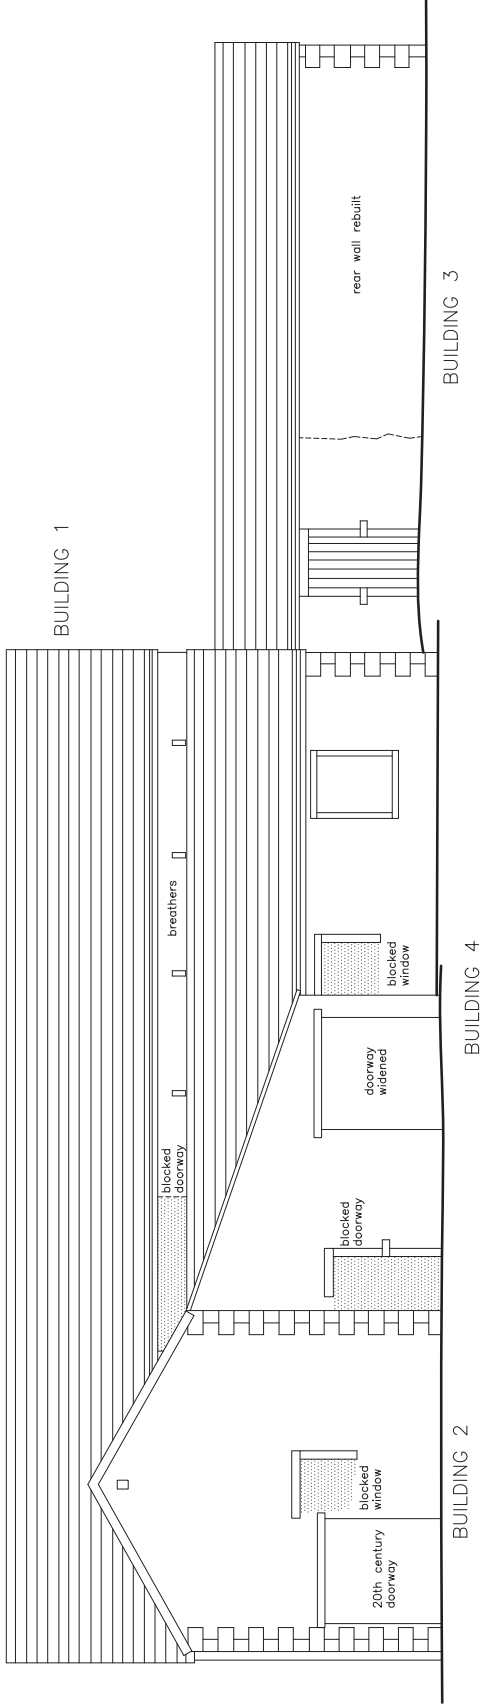 BUILDING 1
breathers
blocked
doorway
rear wall rebuilt
BUILDING 3
blocked
window
doorway
widened
BUILDING 4
blocked
doorway
blocked
window
20th century
doorway
BUILDING 2